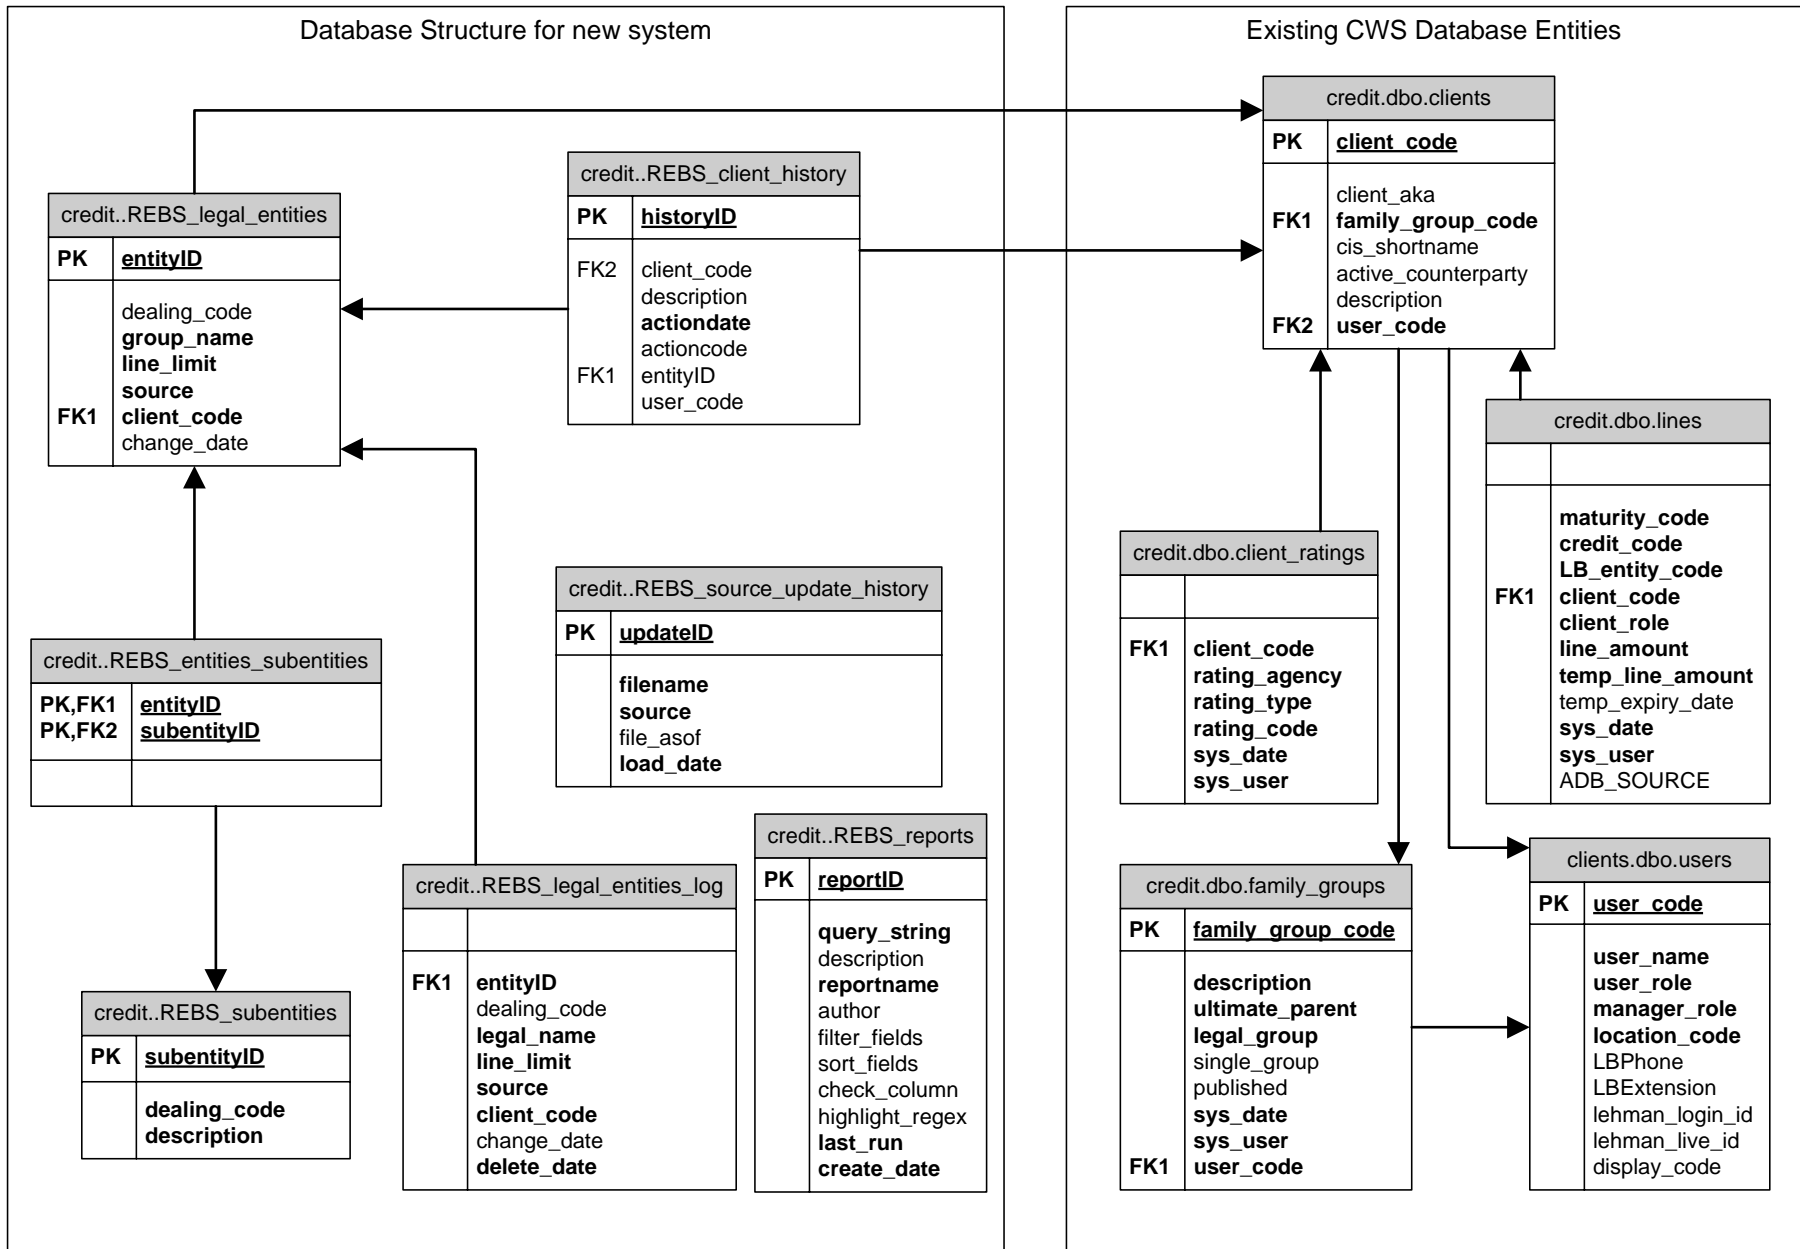 Database Structure for new system
credit..REBS_legal_entities
PK entityID
dealing_code
group_name
line_limit
source
FK1 client_code
change_date
credit..REBS_client_history
PK historyID
FK2 client_code
description
actiondate
actioncode
FK1 entityID
user_code
credit..REBS_source_update_history
PK updateID
filename
source
file_asof
load_date
credit..REBS_entities_subentities
PK,FK1 entityID
PK,FK2 subentityID
credit..REBS_subentities
PK subentityID
dealing_code
description
credit..REBS_legal_entities_log
FK1 entityID
dealing_code
legal_name
line_limit
source
client_code
change_date
delete_date
credit..REBS_reports
PK reportID
query_string
description
reportname
author
filter_fields
sort_fields
check_column
highlight_regex
last_run
create_date
Existing CWS Database Entities
credit.dbo.clients
PK client_code
client_aka
FK1 family_group_code
cis_shortname
active_counterparty
description
FK2 user_code
credit.dbo.lines
maturity_code
credit_code
LB_entity_code
FK1 client_code
client_role
line_amount
temp_line_amount
temp_expiry_date
sys_date
sys_user
ADB_SOURCE
credit.dbo.client_ratings
FK1 client_code
rating_agency
rating_type
rating_code
sys_date
sys_user
credit.dbo.family_groups
PK family_group_code
description
ultimate_parent
legal_group
single_group
published
sys_date
sys_user
FK1 user_code
clients.dbo.users
PK user_code
user_name
user_role
manager_role
location_code
LBPhone
LBExtension
lehman_login_id
lehman_live_id
display_code